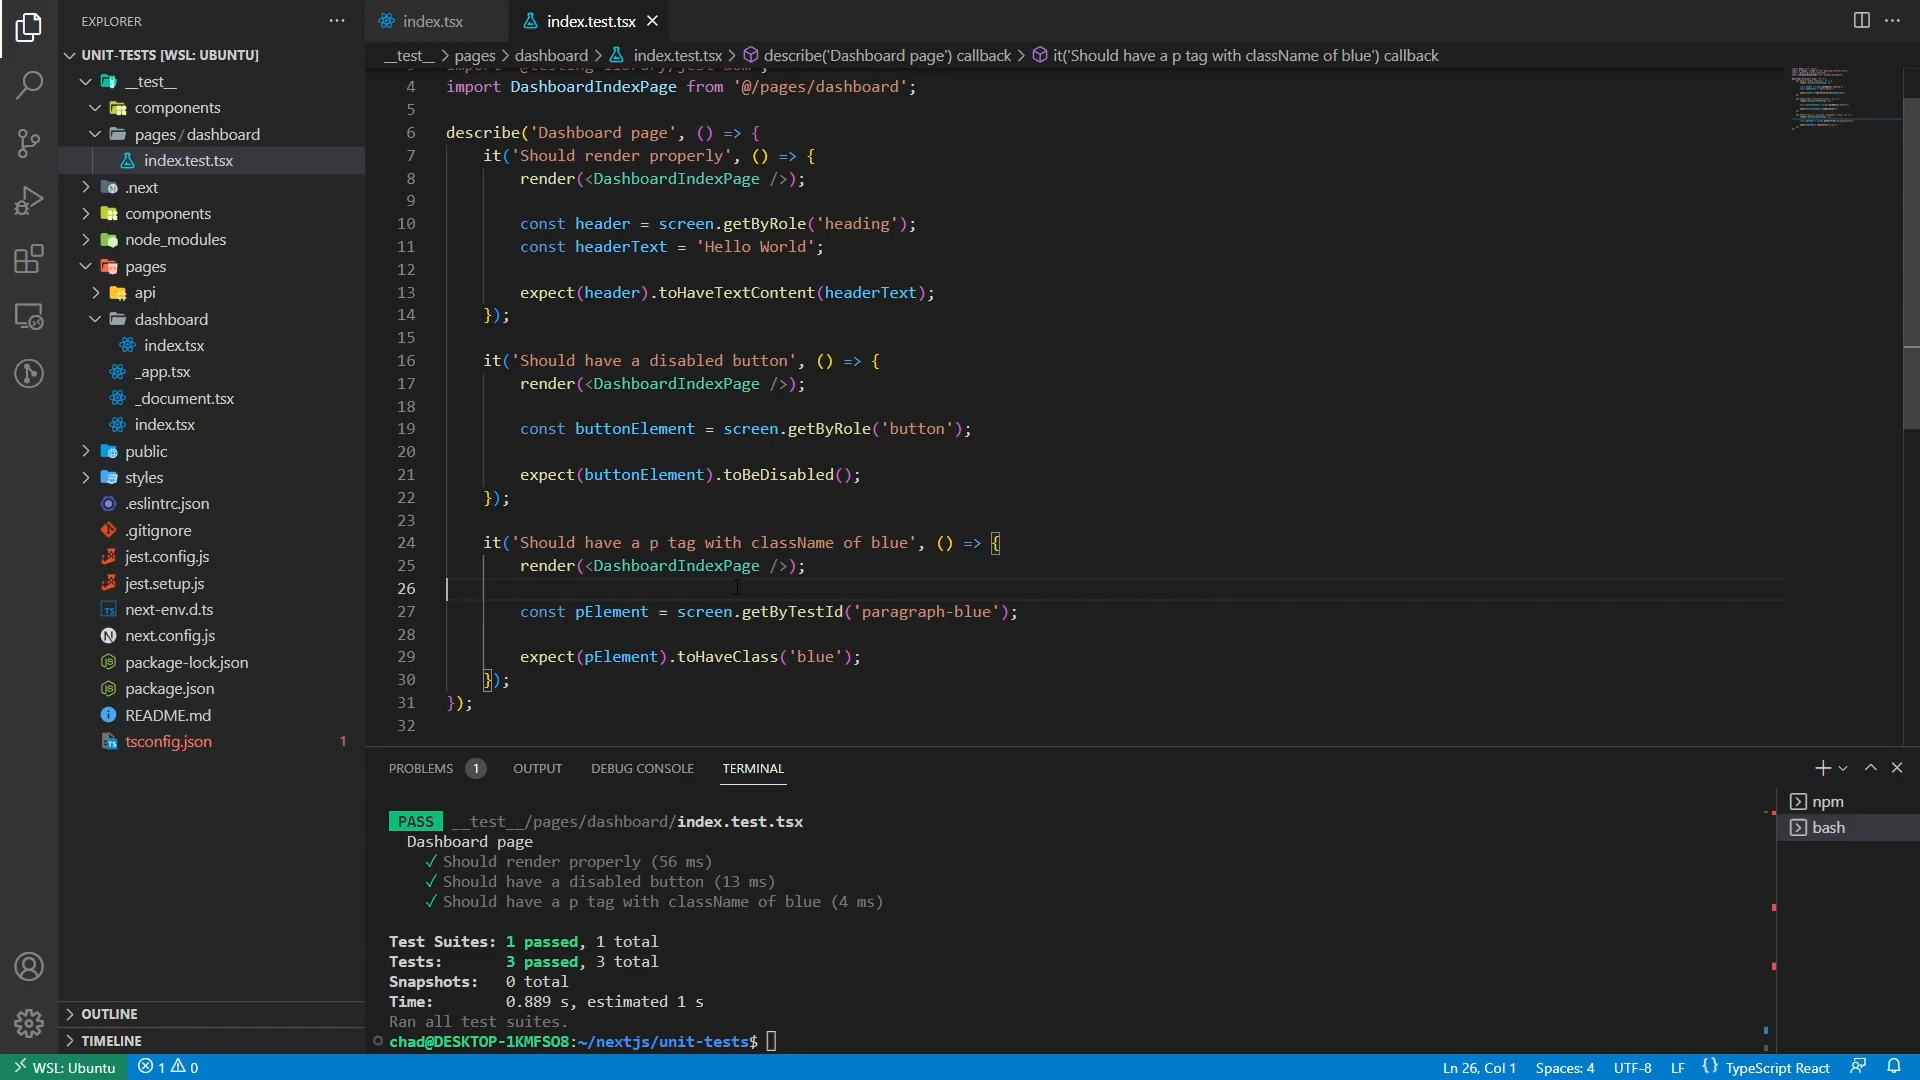 EXPLORER
UNIT-TESTS [WSL: UBUNTU]
__test__
components
pages / dashboard
index.test.tsx
.next
components
node_modules
pages
api
dashboard
index.tsx
_app.tsx
_document.tsx
index.tsx
public
styles
.eslintrc.json
.gitignore
jest.config.js
jest.setup.js
next-env.d.ts
next.config.js
package-lock.json
package.json
README.md
tsconfig.json 1
OUTLINE
TIMELINE
index.tsx
index.test.tsx
__test__ > pages > dashboard > index.test.tsx > describe('Dashboard page') callback > it('Should have a p tag with className of blue') callback
4 import DashboardIndexPage from '@/pages/dashboard';
5
6 describe('Dashboard page', () => {
7 it('Should render properly', () => {
8 render(<DashboardIndexPage />);
9
10 const header = screen.getByRole('heading');
11 const headerText = 'Hello World';
12
13 expect(header).toHaveTextContent(headerText);
14 });
15
16 it('Should have a disabled button', () => {
17 render(<DashboardIndexPage />);
18
19 const buttonElement = screen.getByRole('button');
20
21 expect(buttonElement).toBeDisabled();
22 });
23
24 it('Should have a p tag with className of blue', () => {
25 render(<DashboardIndexPage />);
26
27 const pElement = screen.getByTestId('paragraph-blue');
28
29 expect(pElement).toHaveClass('blue');
30 });
31 });
32
PROBLEMS 1 OUTPUT DEBUG CONSOLE TERMINAL
npm
bash
PASS __test__/pages/dashboard/index.test.tsx
Dashboard page
✓ Should render properly (56 ms)
✓ Should have a disabled button (13 ms)
✓ Should have a p tag with className of blue (4 ms)
Test Suites: 1 passed, 1 total
Tests: 3 passed, 3 total
Snapshots: 0 total
Time: 0.889 s, estimated 1 s
Ran all test suites.
chad@DESKTOP-1KMFSO8:~/nextjs/unit-tests$
WSL: Ubuntu 1 0 Ln 26, Col 1 Spaces: 4 UTF-8 LF {} TypeScript React